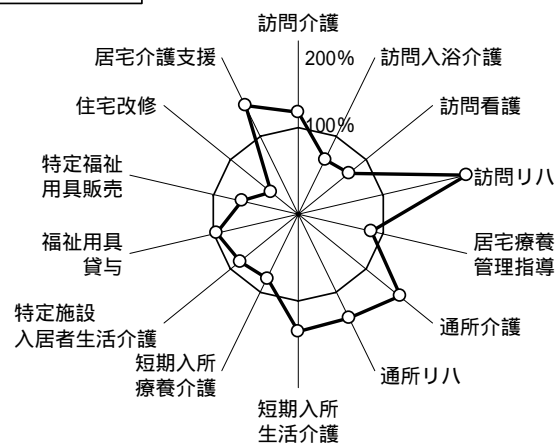 訪問介護
200%
100%
訪問入浴介護
訪問看護
訪問リハ
居宅療養
管理指導
通所介護
通所リハ
短期入所
生活介護
短期入所
療養介護
特定施設
入居者生活介護
福祉用具
貸与
特定福祉
用具販売
住宅改修
居宅介護支援